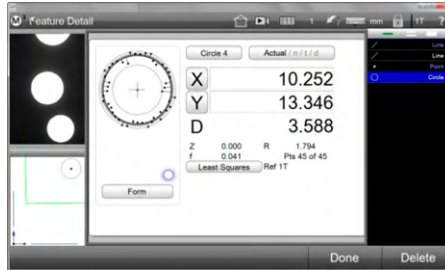 Feature Detail
1
mm
1T
?
Line
Line
Point
Circle
Circle 4
Actual / n / t / d
X 10.252
Y 13.346
D 3.588
Z 0.000 R 1.794
f 0.041 Pts 45 of 45
Least Squares Ref 1T
Form
Done Delete